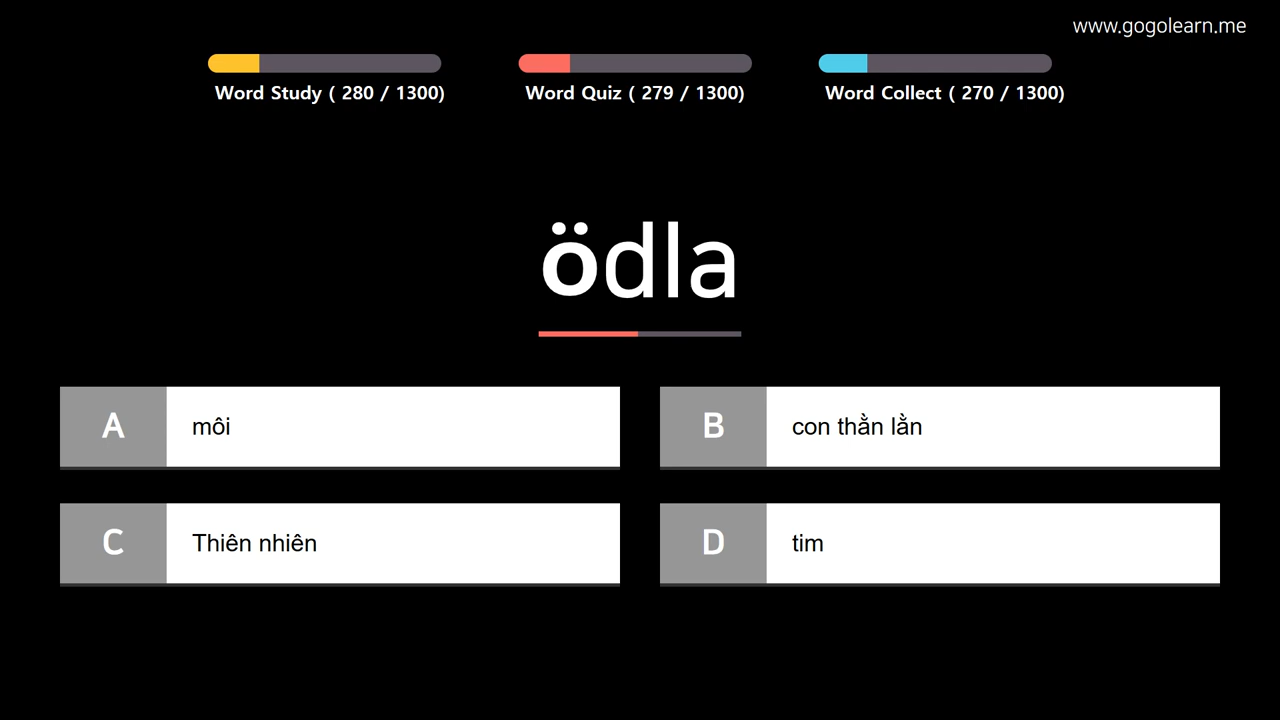 www.gogolearn.me
Word Study ( 280 / 1300)
Word Quiz ( 279 / 1300)
Word Collect ( 270 / 1300)
ödla
A
môi
B
con thằn lằn
C
Thiên nhiên
D
tim